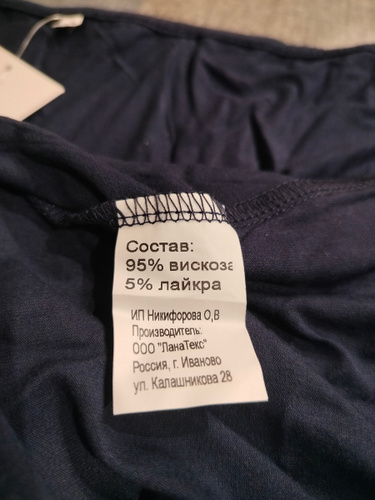 Состав:
95% вискоза
5% лайкра
ИП Никифорова О,В
Производитель:
ООО "ЛанаТекс"
Россия, г. Иваново
ул. Калашникова 28